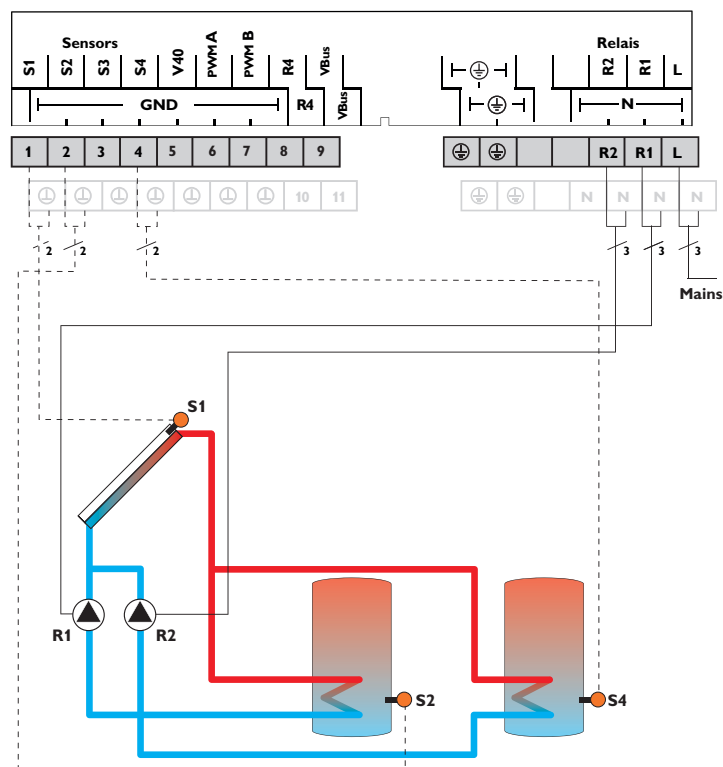 Sensors
Relais
S1 S2 S3 S4 V40 PWM A PWM B R4 VBus
R2 R1 L
GND
R4
VBus
N
1 2 3 4 5 6 7 8 9
R2 R1 L
10 11
N N N N
2 2 2
3 3 3
Mains
S1
R1
R2
S2
S4